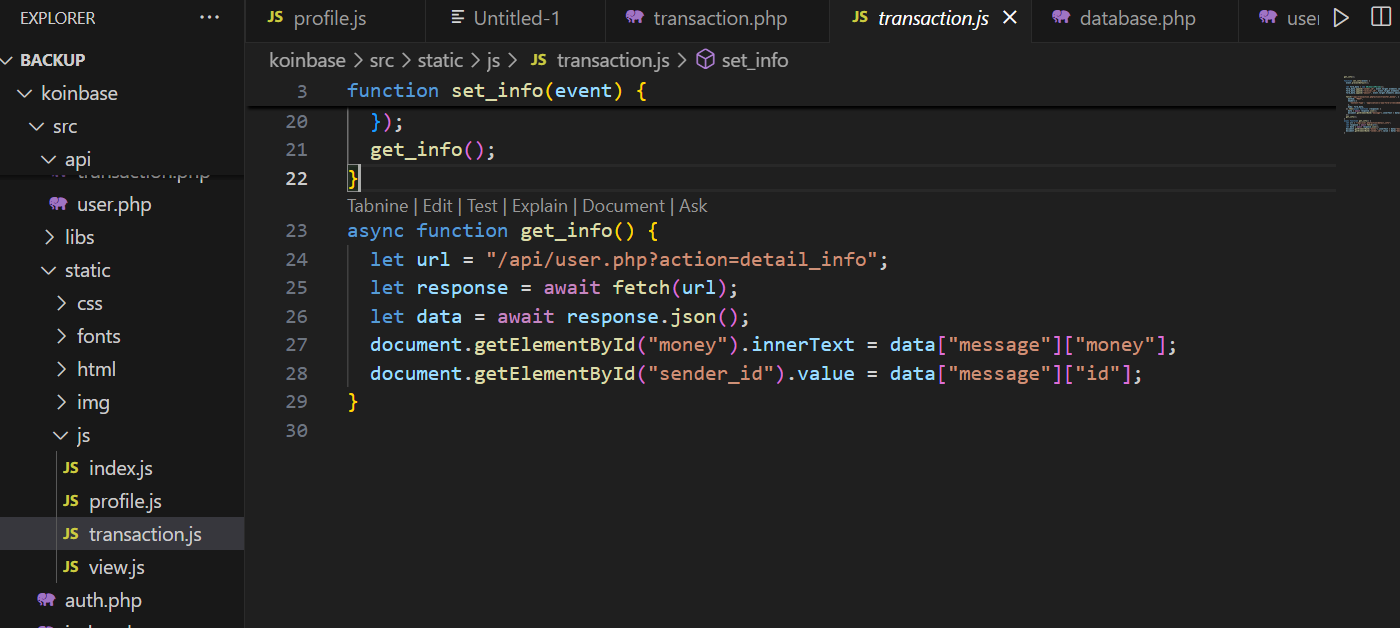 EXPLORER ···
BACKUP
koinbase
src
api
transaction.php
user.php
libs
static
css
fonts
html
img
js
JS index.js
JS profile.js
JS transaction.js
JS view.js
auth.php
JS profile.js
Untitled-1
transaction.php
JS transaction.js
database.php
user
koinbase > src > static > js > JS transaction.js > set_info
3 function set_info(event) {
20 });
21 get_info();
22 }
Tabnine | Edit | Test | Explain | Document | Ask
23 async function get_info() {
24 let url = "/api/user.php?action=detail_info";
25 let response = await fetch(url);
26 let data = await response.json();
27 document.getElementById("money").innerText = data["message"]["money"];
28 document.getElementById("sender_id").value = data["message"]["id"];
29 }
30